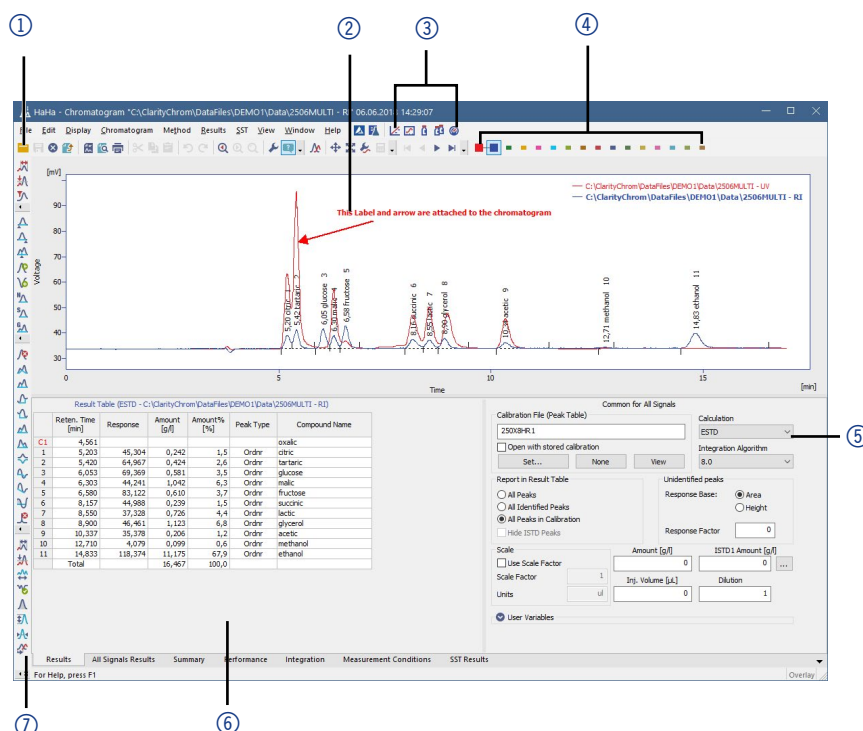 ① ② ③ ④
HaHa - Chromatogram "C:\ClarityChrom\DataFiles\DEMO1\Data\2506MULTI - RI" 06.06.201 14:29:07
File Edit Display Chromatogram Method Results SST View Window Help
[mV]
C:\ClarityChrom\DataFiles\DEMO1\Data\2506MULTI - UV
C:\ClarityChrom\DataFiles\DEMO1\Data\2506MULTI - RI
This Label and arrow are attached to the chromatogram
Voltage
90
80
70
60
50
40
30
5,20 citric 1
5,42 tartaric 2
6,05 glucose 3
6,30 malic 4
6,58 fructose 5
8,16 succinic 6
8,55 lactic 7
8,90 glycerol 8
10,34 acetic 9
12,71 methanol 10
14,83 ethanol 11
0 5 10 15
Time [min]
Result Table (ESTD - C:\ClarityChrom\DataFiles\DEMO1\Data\2506MULTI - RI)
Reten. Time [min] Response Amount [g/l] Amount% [%] Peak Type Compound Name
C1 4,561 oxalic
1 5,203 45,304 0,242 1,5 Ordnr citric
2 5,420 64,967 0,424 2,6 Ordnr tartaric
3 6,053 69,369 0,581 3,5 Ordnr glucose
4 6,303 44,241 1,042 6,3 Ordnr malic
5 6,580 83,122 0,610 3,7 Ordnr fructose
6 8,157 44,988 0,239 1,5 Ordnr succinic
7 8,550 37,328 0,726 4,4 Ordnr lactic
8 8,900 46,461 1,123 6,8 Ordnr glycerol
9 10,337 35,378 0,206 1,2 Ordnr acetic
10 12,710 4,079 0,099 0,6 Ordnr methanol
11 14,833 118,374 11,175 67,9 Ordnr ethanol
Total 16,467 100,0
Common for All Signals
Calibration File (Peak Table)
250X8HR1
Open with stored calibration
Set... None View
Calculation
ESTD
⑤
Integration Algorithm
8.0
Report in Result Table
All Peaks
All Identified Peaks
All Peaks in Calibration
Hide ISTD Peaks
Unidentified peaks
Response Base: Area
Height
Response Factor 0
Scale
Use Scale Factor
Scale Factor 1
Units ul
Amount [g/l] ISTD1 Amount [g/l]
0 0 ...
Inj. Volume [µL] Dilution
0 1
User Variables
Results All Signals Results Summary Performance Integration Measurement Conditions SST Results
For Help, press F1 Overlay
⑦ ⑥